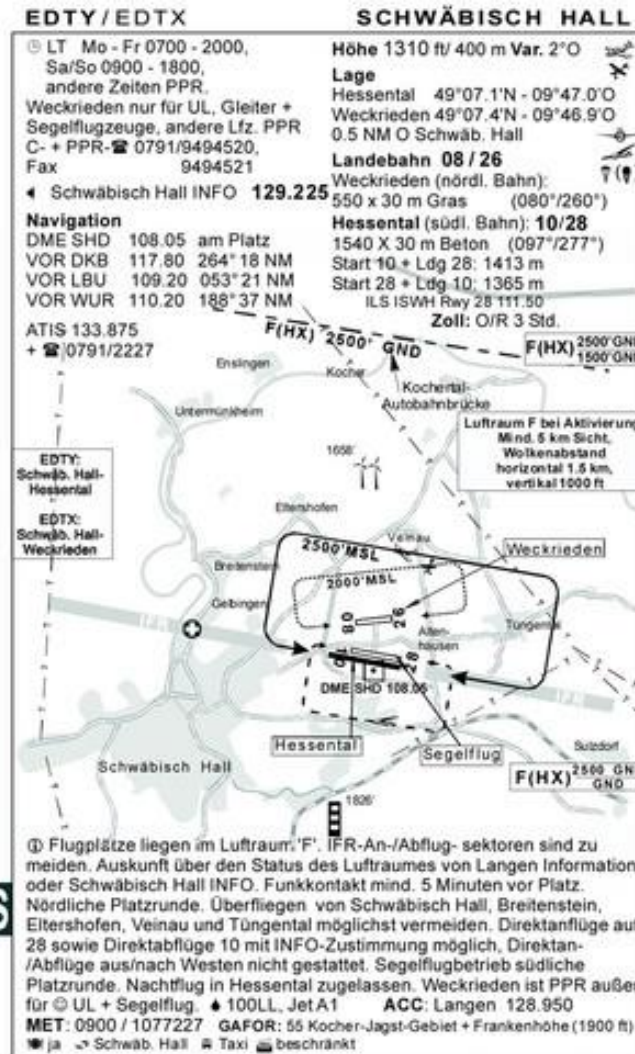 EDTY / EDTX SCHWÄBISCH HALL
LT Mo - Fr 0700 - 2000,
Sa/So 0900 - 1800,
andere Zeiten PPR.
Weckrieden nur für UL, Gleiter +
Segelflugzeuge, andere Lfz. PPR
C- + PPR-☎ 0791/9494520,
Fax 9494521
Schwäbisch Hall INFO 129.225
Navigation
DME SHD 108.05 am Platz
VOR DKB 117.80 264° 18 NM
VOR LBU 109.20 053° 21 NM
VOR WUR 110.20 188° 37 NM
ATIS 133.875
+ ☎ 0791/2227
Höhe 1310 ft/ 400 m Var. 2°O
Lage
Hessental 49°07.1'N - 09°47.0'O
Weckrieden 49°07.4'N - 09°46.9'O
0.5 NM O Schwäb. Hall
Landebahn 08 / 26
Weckrieden (nördl. Bahn):
550 x 30 m Gras (080°/260°)
Hessental (südl. Bahn): 10/28
1540 X 30 m Beton (097°/277°)
Start 10 + Ldg 28: 1413 m
Start 28 + Ldg 10: 1365 m
ILS ISWH Rwy 28 111.50
Zoll: O/R 3 Std.
F(HX) 2500' GND
F(HX) 2500'GND
1500'GND
Enslingen
Kocher
Kochertal-
Autobahnbrücke
Untermünkheim
Luftraum F bei Aktivierung
Mind. 5 km Sicht,
Wolkenabstand
horizontal 1.5 km,
vertikal 1000 ft
1658'
EDTY:
Schwäb. Hall-
Hessental
EDTX:
Schwäb. Hall-
Weckrieden
Eltershofen
2500'MSL
Veinau
Weckrieden
Breitenstein
2000'MSL
Gelbingen
08
26
Alten-
hausen
Tüngental
28
DME SHD 108.05
Hessental
Segelflug
Schwäbisch Hall
Sulzdorf
F(HX) 2500 GND
GND
1826'
Flugplätze liegen im Luftraum 'F'. IFR-An-/Abflug- sektoren sind zu
meiden. Auskunft über den Status des Luftraumes von Langen Information
oder Schwäbisch Hall INFO. Funkkontakt mind. 5 Minuten vor Platz.
Nördliche Platzrunde. Überfliegen von Schwäbisch Hall, Breitenstein,
Eltershofen, Veinau und Tüngental möglichst vermeiden. Direktanflüge auf
28 sowie Direktabflüge 10 mit INFO-Zustimmung möglich, Direktan-
/Abflüge aus/nach Westen nicht gestattet. Segelflugbetrieb südliche
Platzrunde. Nachtflug in Hessental zugelassen. Weckrieden ist PPR außer
für UL + Segelflug. 100LL, Jet A1 ACC: Langen 128.950
MET: 0900 / 1077227 GAFOR: 55 Kocher-Jagst-Gebiet + Frankenhöhe (1900 ft)
ja Schwäb. Hall Taxi beschränkt